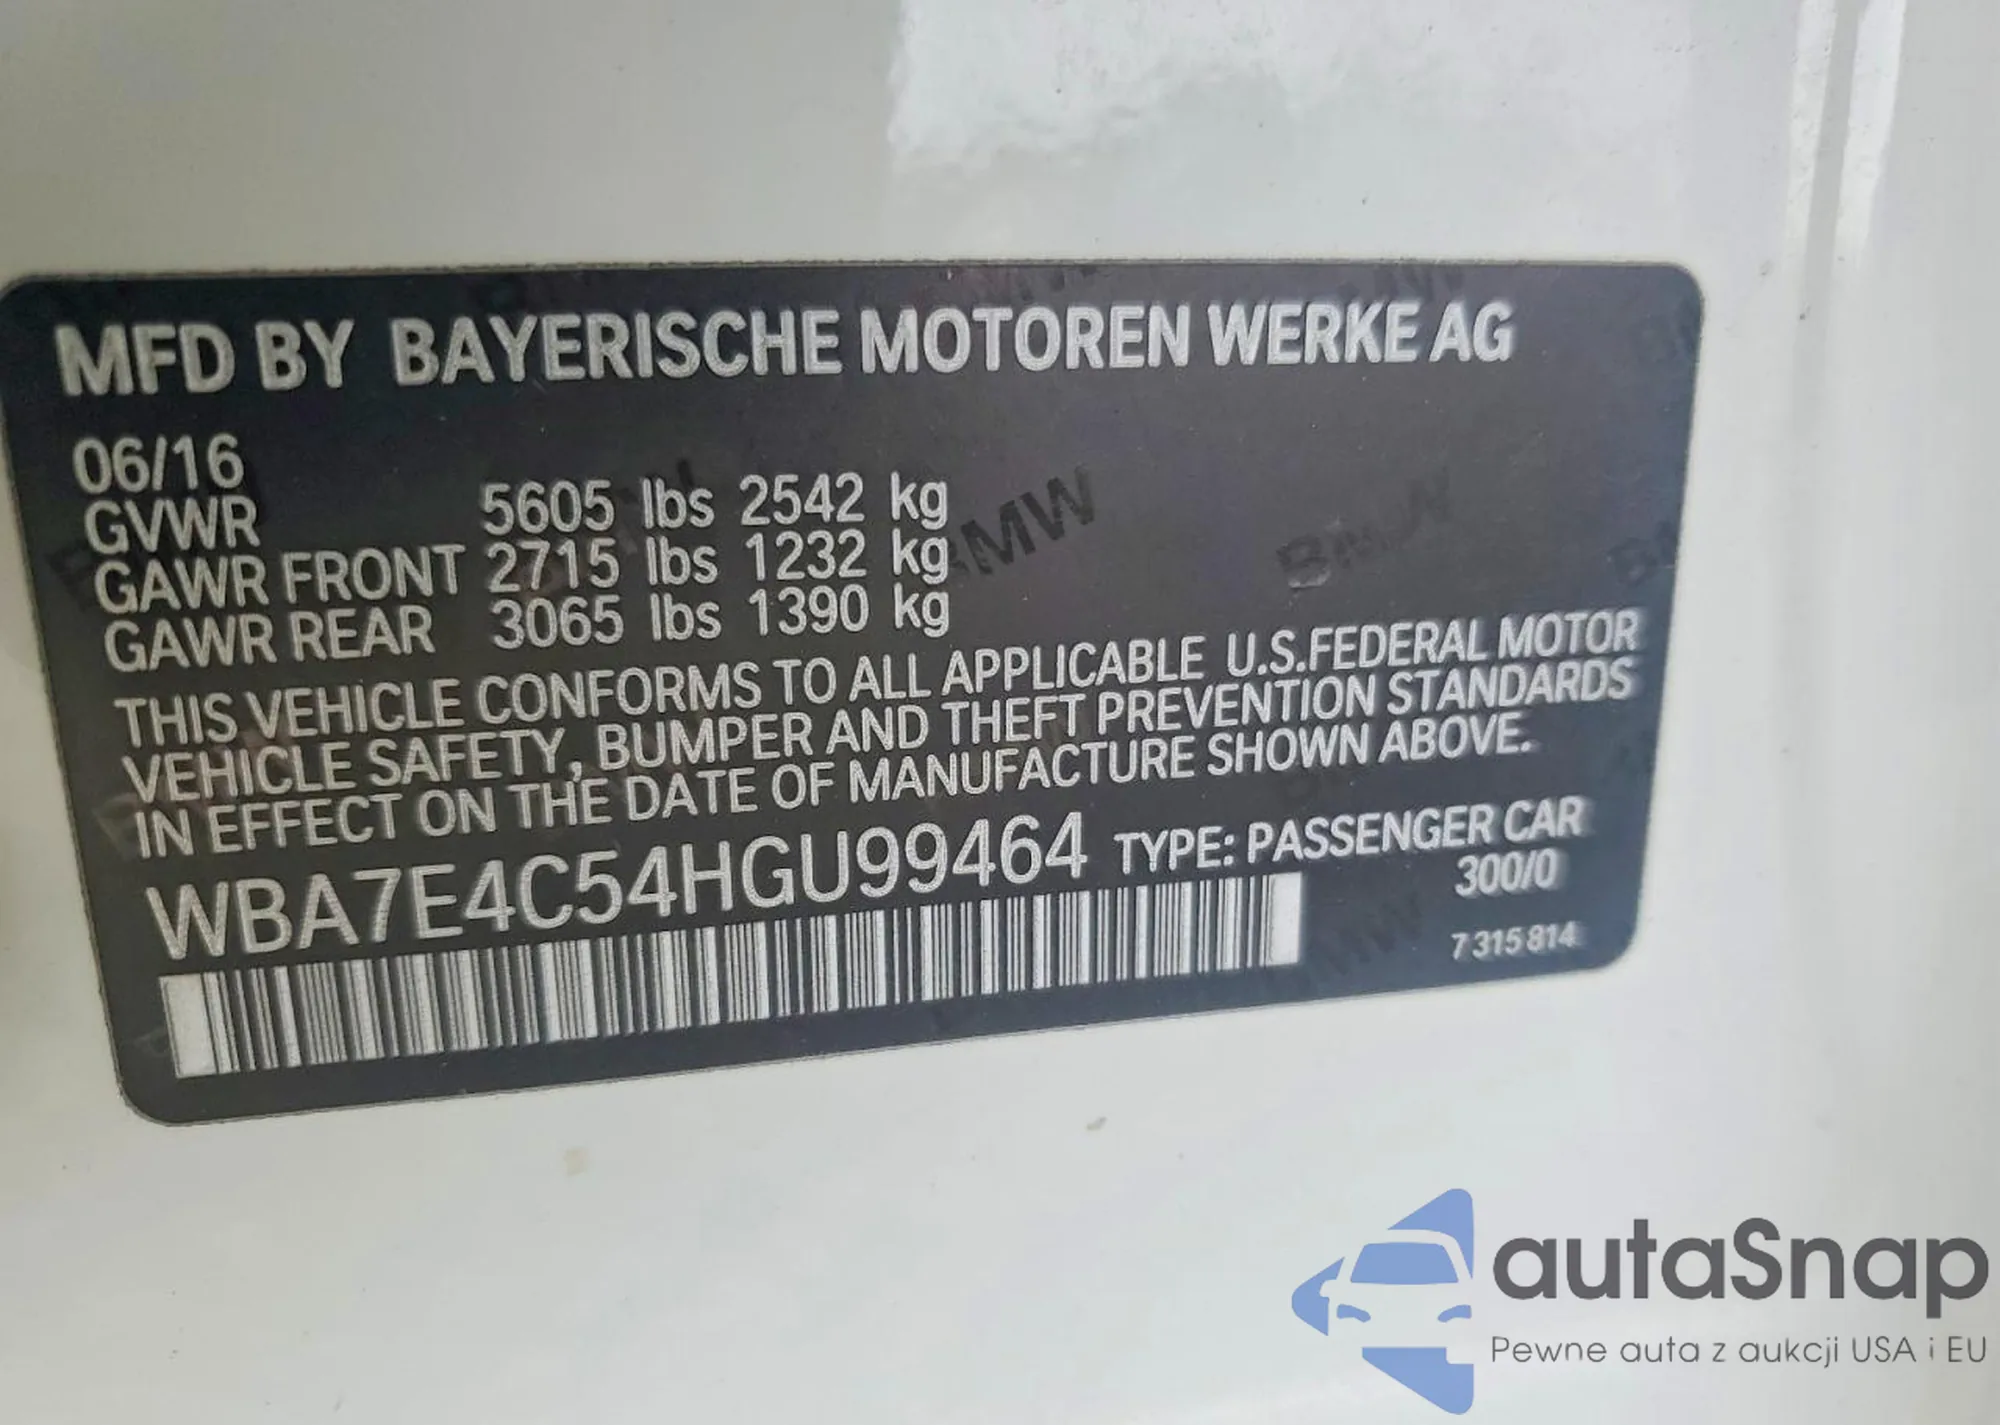 MFD BY BAYERISCHE MOTOREN WERKE AG
06/16
GVWR 5605 lbs 2542 kg
GAWR FRONT 2715 lbs 1232 kg
GAWR REAR 3065 lbs 1390 kg
THIS VEHICLE CONFORMS TO ALL APPLICABLE U.S.FEDERAL MOTOR
VEHICLE SAFETY, BUMPER AND THEFT PREVENTION STANDARDS
IN EFFECT ON THE DATE OF MANUFACTURE SHOWN ABOVE.
WBA7E4C54HGU99464 TYPE: PASSENGER CAR
300/0
7 315 814
BMW
BMW
autaSnap
Pewne auta z aukcji USA i EU